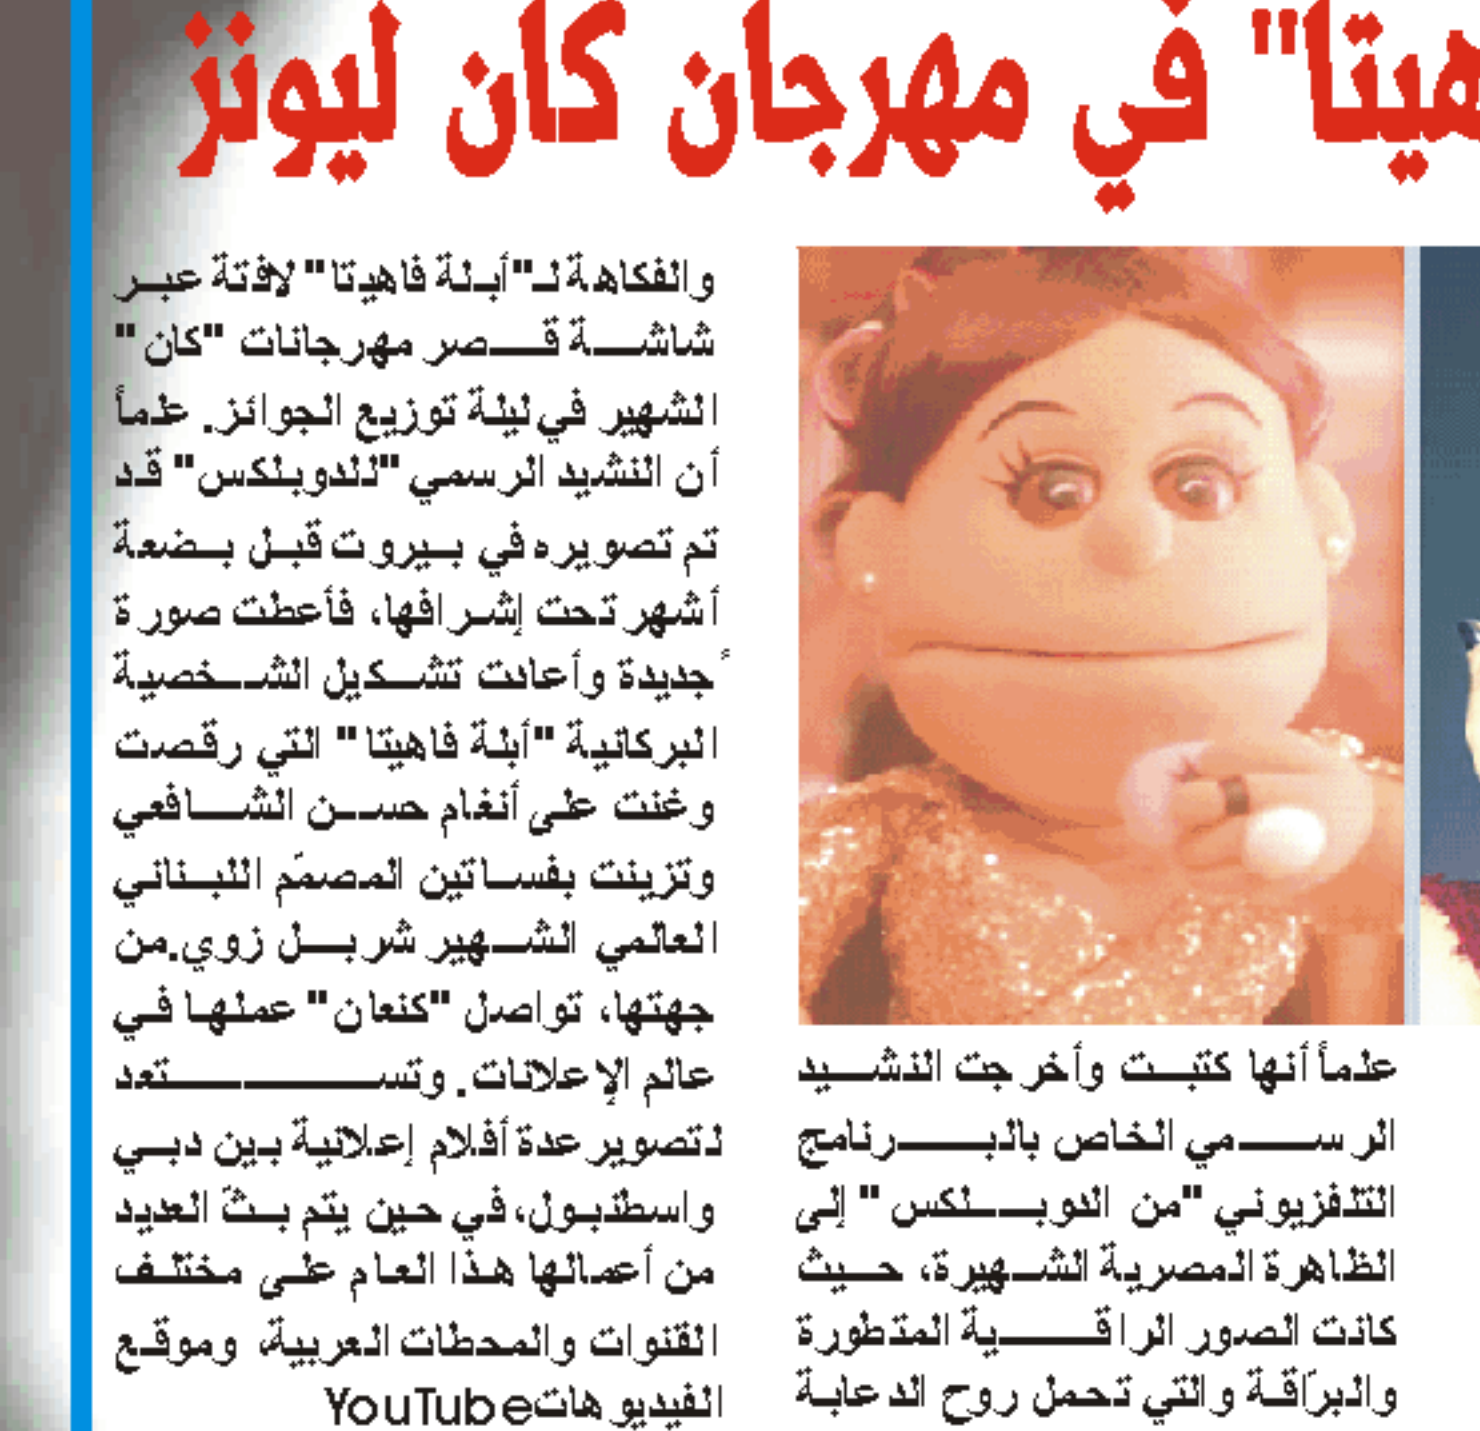 هيتا" في مهرجان كان ليونز
علماً أنها كتبت وأخرجت النشيد
الرسمي الخاص بالبرنامج
التلفزيوني "من الدوبلكس" إلى
الظاهرة المصرية الشهيرة، حيث
كانت الصور الراقية المتطورة
والبرّاقة والتي تحمل روح الدعابة
والفكاهة لـ"أبلة فاهيتا" لافتة عبر
شاشة قصر مهرجانات "كان"
الشهير في ليلة توزيع الجوائز. علماً
أن النشيد الرسمي "للدوبلكس" قد
تم تصويره في بيروت قبل بضعة
أشهر تحت إشرافها، فأعطت صورة
ًجديدة وأعادت تشكيل الشخصية
البركانية "أبلة فاهيتا" التي رقصت
وغنت على أنغام حسن الشافعي
وتزينت بفساتين المصمّم اللبناني
العالمي الشهير شربل زوي.من
جهتها، تواصل "كنعان" عملها في
عالم الإعلانات. وتستعد
لتصوير عدة أفلام إعلانية بين دبي
واسطنبول، في حين يتم بثّ العديد
من أعمالها هذا العام على مختلف
القنوات والمحطات العربية، وموقع
الفيديوهاتYouTube